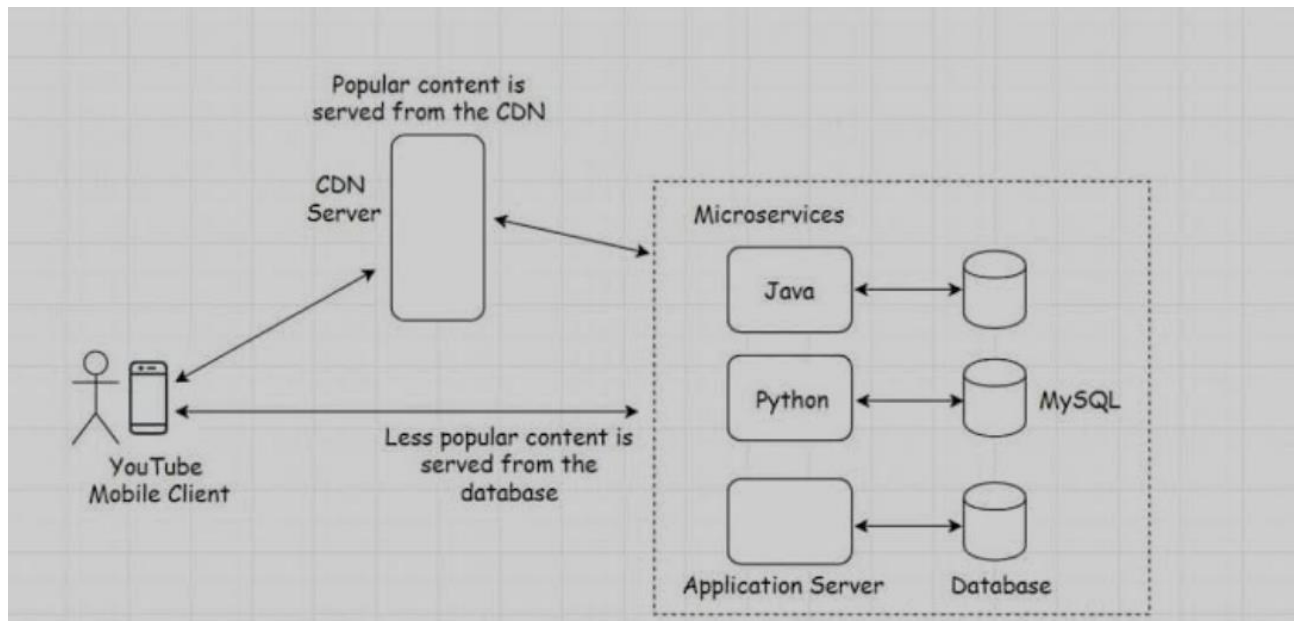 Popular content is
served from the CDN
CDN
Server
Microservices
Java
Python
MySQL
Less popular content is
served from the
database
YouTube
Mobile Client
Application Server
Database